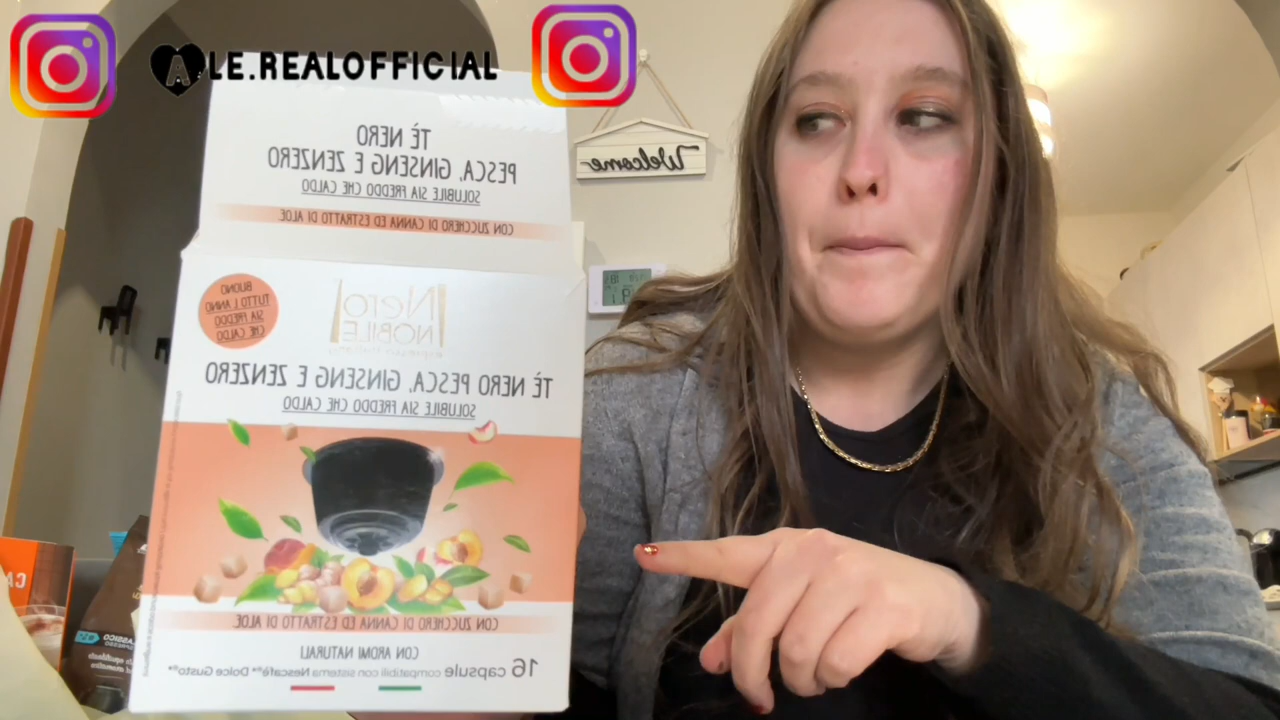 ALE.REALOFFICIAL
TÈ NERO
PESCA, GINSENG E ZENZERO
SOLUBILE SIA FREDDO CHE CALDO
CON ZUCCHERO DI CANNA ED ESTRATTO DI ALOE
Welcome
BUONO
TUTTO L'ANNO
SIA FREDDO
CHE CALDO
Nero
NOBILE
TÈ NERO PESCA, GINSENG E ZENZERO
SOLUBILE SIA FREDDO CHE CALDO
CON ZUCCHERO DI CANNA ED ESTRATTO DI ALOE
CON AROMI NATURALI
16 capsule compatibili con sistema Nescafé®* Dolce Gusto®*
CA
CLASSICO